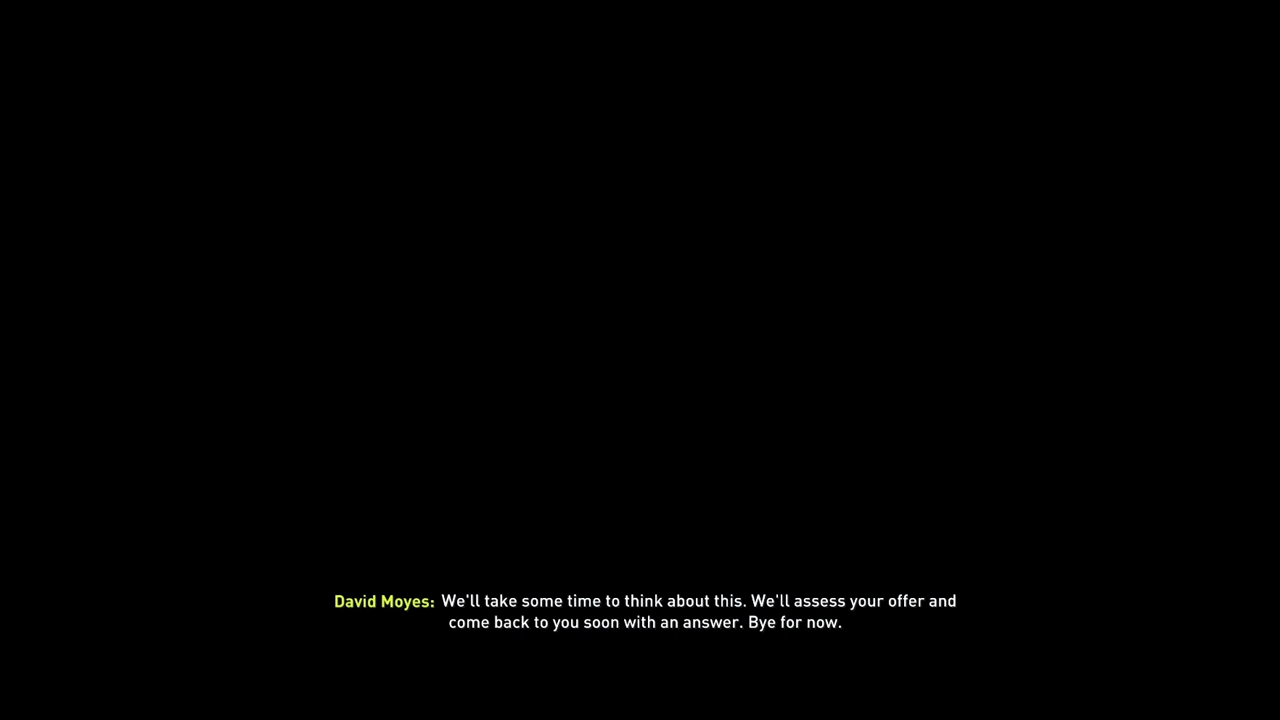 David Moyes: We'll take some time to think about this. We'll assess your offer and
come back to you soon with an answer. Bye for now.